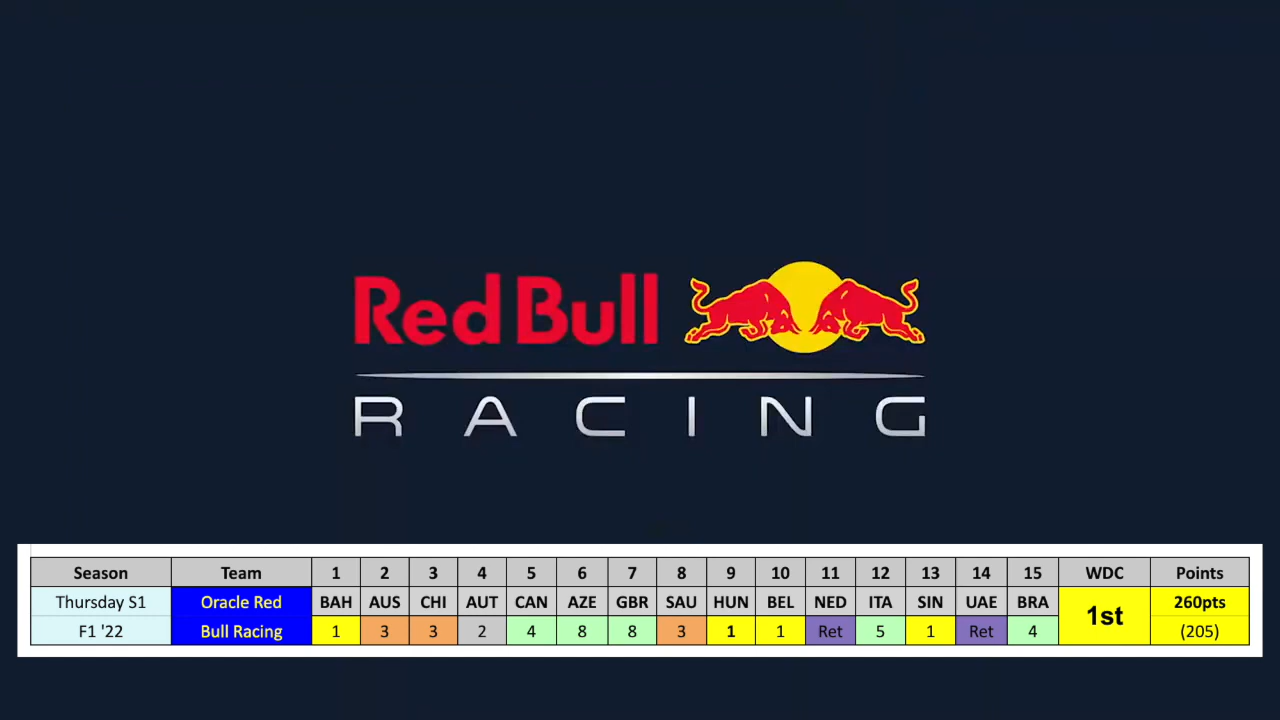 Red Bull
RACING
Season Team 1 2 3 4 5 6 7 8 9 10 11 12 13 14 15 WDC Points
Thursday S1 Oracle Red BAH AUS CHI AUT CAN AZE GBR SAU HUN BEL NED ITA SIN UAE BRA 1st 260pts
F1 '22 Bull Racing 1 3 3 2 4 8 8 3 1 1 Ret 5 1 Ret 4 (205)